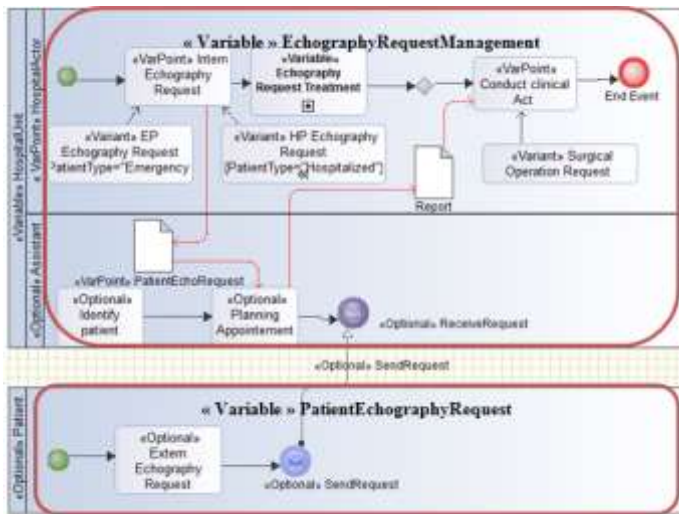 « Variable » EchographyRequestManagement
«Variable» HospitalUnit
« VarPoint» HospitalActor
«VarPoint» Intern
Echography
Request
«Variable»
Echography
Request Treatment
«VarPoint»
Conduct clinical
Act
End Event
«Variant» EP
Echography Request
PatientType="Emergency
«Variant» HP Echography
Request
{PatientType="Hospitalized"}
«Variant» Surgical
Operation Request
Report
«Optional» Assistant
«VarPoint» PatientEchoRequest
«Optional»
Identify
patient
«Optional»
Planning
Appointement
«Optional» ReceiveRequest
«Optional» SendRequest
«Optional» Patient
« Variable » PatientEchographyRequest
«Optional»
Extern
Echography
Request
«Optional» SendRequest